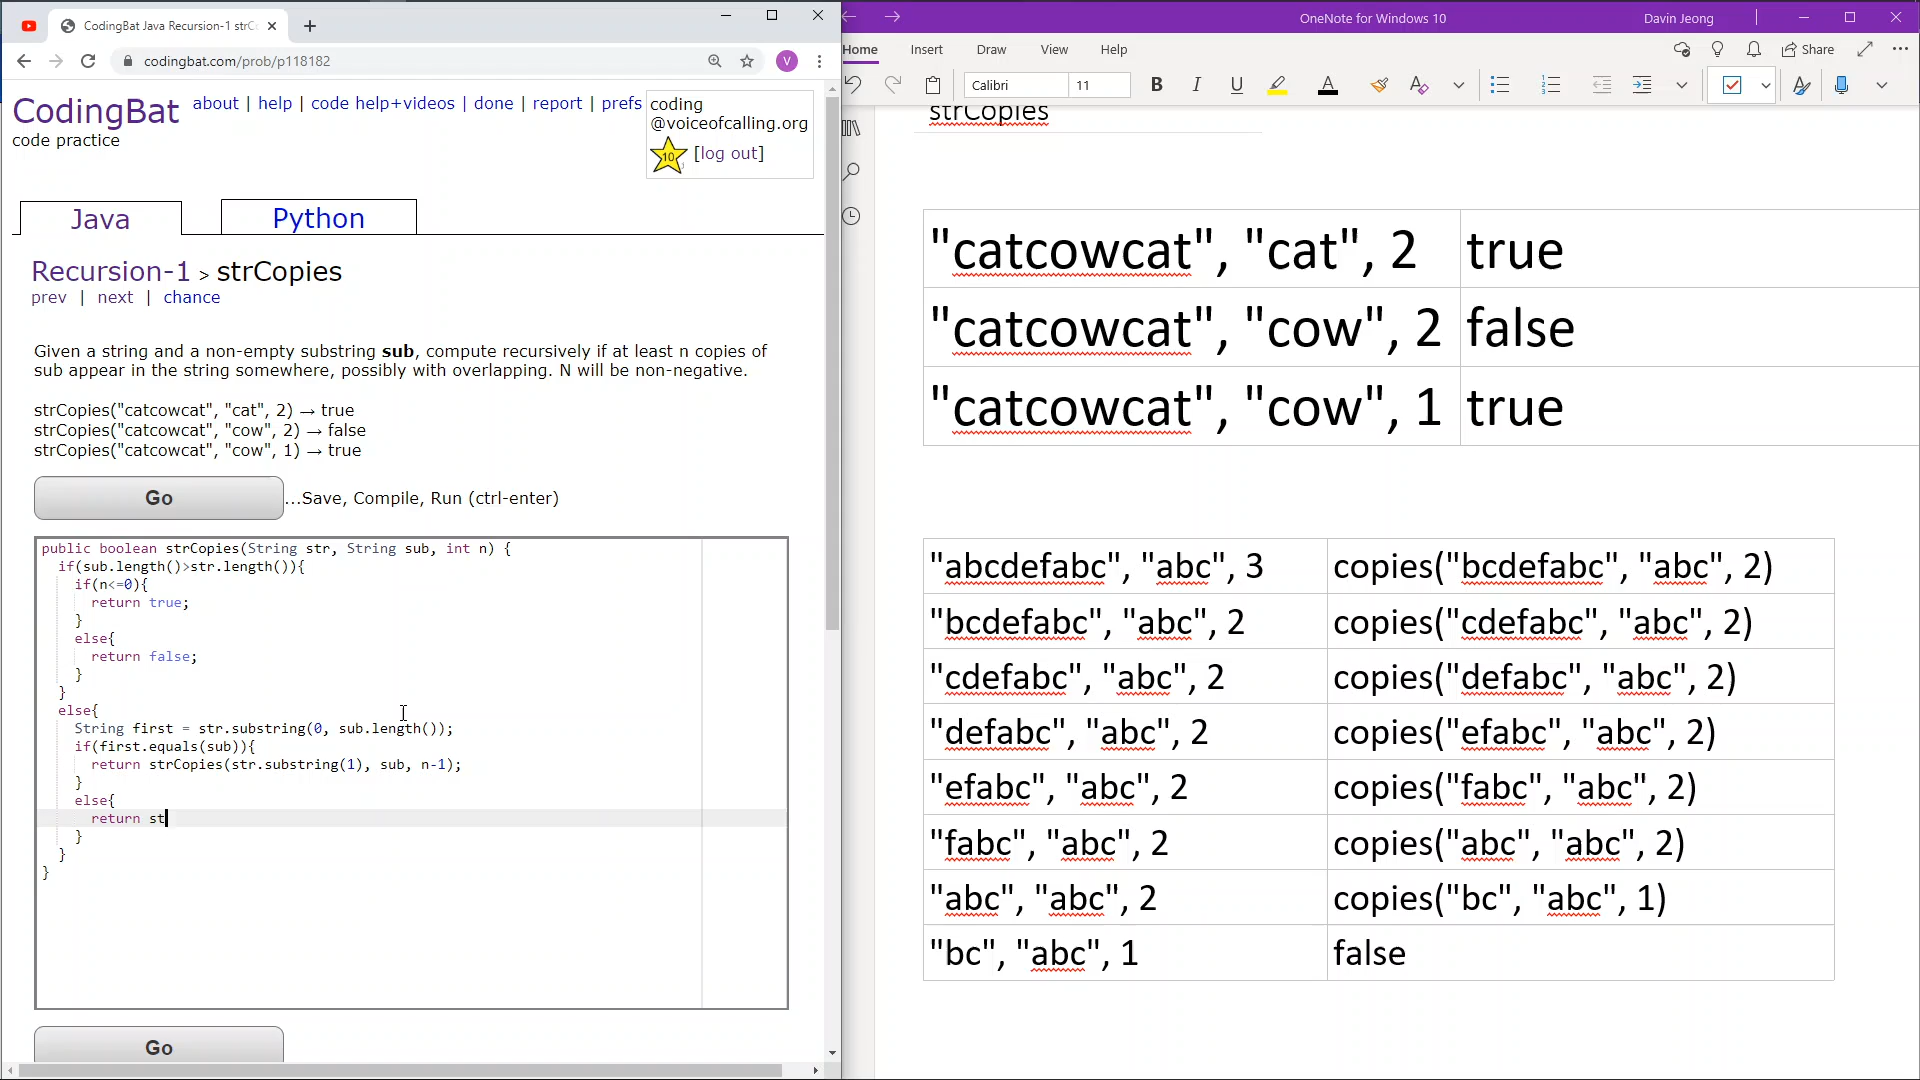 CodingBat Java Recursion-1 strC
codingbat.com/prob/p118182
V
CodingBat
code practice
about | help | code help+videos | done | report | prefs
coding
@voiceofcalling.org
10
[log out]
Java
Python
Recursion-1 > strCopies
prev | next | chance
Given a string and a non-empty substring sub, compute recursively if at least n copies of
sub appear in the string somewhere, possibly with overlapping. N will be non-negative.
strCopies("catcowcat", "cat", 2) → true
strCopies("catcowcat", "cow", 2) → false
strCopies("catcowcat", "cow", 1) → true
Go
...Save, Compile, Run (ctrl-enter)
public boolean strCopies(String str, String sub, int n) {
if(sub.length()>str.length()){
if(n<=0){
return true;
}
else{
return false;
}
}
else{
String first = str.substring(0, sub.length());
if(first.equals(sub)){
return strCopies(str.substring(1), sub, n-1);
}
else{
return st
}
}
}
Go
OneNote for Windows 10
Davin Jeong
Home Insert Draw View Help
Share
Calibri 11 B I U A
strCopies
"catcowcat", "cat", 2 true
"catcowcat", "cow", 2 false
"catcowcat", "cow", 1 true
"abcdefabc", "abc", 3 copies("bcdefabc", "abc", 2)
"bcdefabc", "abc", 2 copies("cdefabc", "abc", 2)
"cdefabc", "abc", 2 copies("defabc", "abc", 2)
"defabc", "abc", 2 copies("efabc", "abc", 2)
"efabc", "abc", 2 copies("fabc", "abc", 2)
"fabc", "abc", 2 copies("abc", "abc", 2)
"abc", "abc", 2 copies("bc", "abc", 1)
"bc", "abc", 1 false